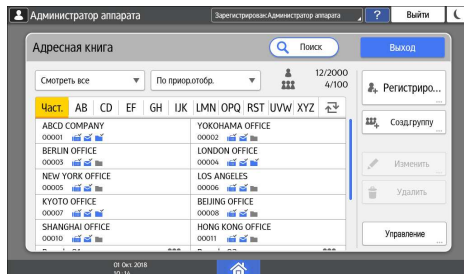 Администратор аппарата
Зарегистрирован:Администратор аппарата
?
Выйти
Адресная книга
Поиск
Выход
Смотреть все
По приор.отобр.
12/2000
4/100
Регистриро...
Част. AB CD EF GH IJK LMN OPQ RST UVW XYZ
Создгруппу
ABCD COMPANY
00001
YOKOHAMA OFFICE
00002
BERLIN OFFICE
00003
LONDON OFFICE
00004
Изменить
NEW YORK OFFICE
00005
LOS ANGELES
00006
Удалить
KYOTO OFFICE
00007
BEIJING OFFICE
00008
SHANGHAI OFFICE
00010
HONG KONG OFFICE
00011
Управление
01 Окт. 2018